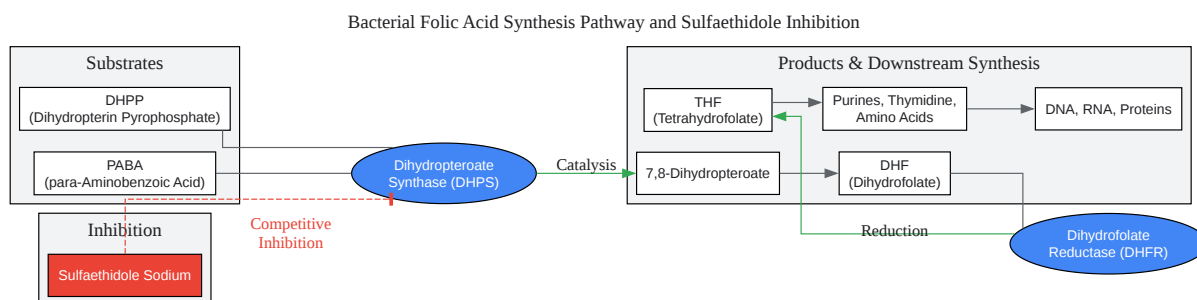 Bacterial Folic Acid Synthesis Pathway and Sulfaethidole Inhibition
Substrates
DHPP
(Dihydropterin Pyrophosphate)
PABA
(para-Aminobenzoic Acid)
Inhibition
Sulfaethidole Sodium
Competitive
Inhibition
Dihydropteroate
Synthase (DHPS)
Catalysis
Products & Downstream Synthesis
THF
(Tetrahydrofolate)
Purines, Thymidine,
Amino Acids
DNA, RNA, Proteins
7,8-Dihydropteroate
DHF
(Dihydrofolate)
Reduction
Dihydrofolate
Reductase (DHFR)